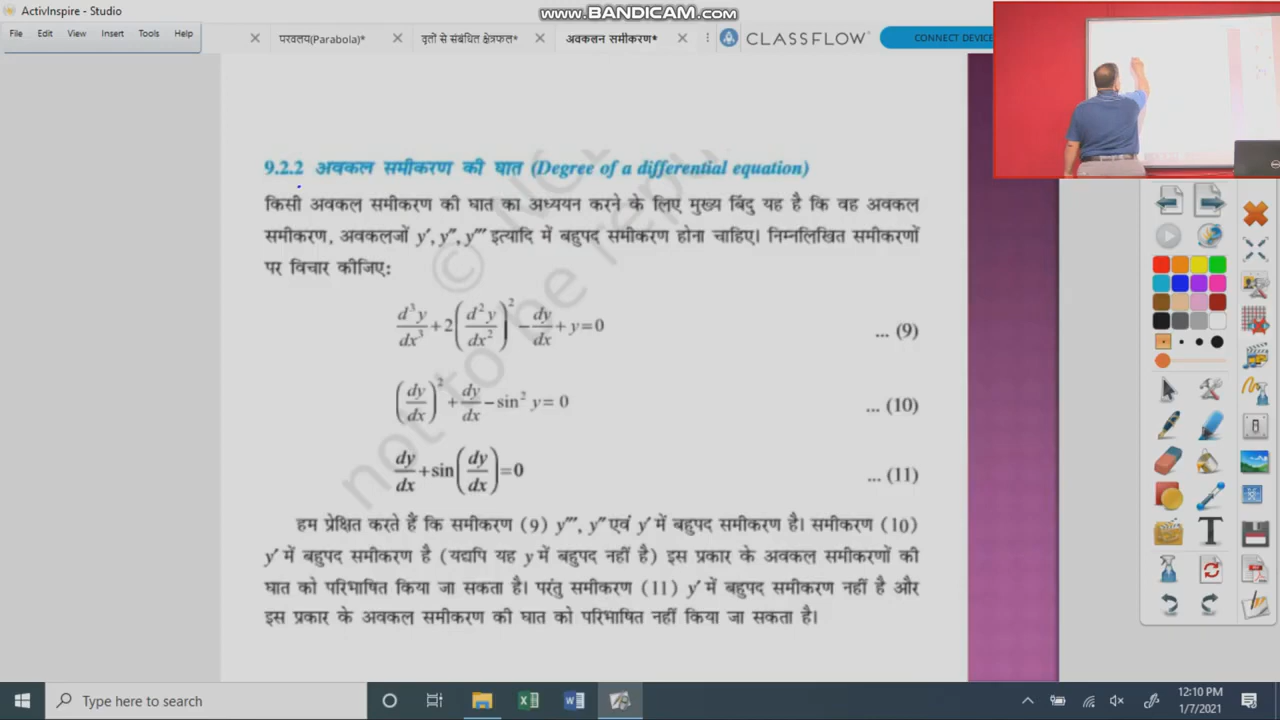 ActivInspire - Studio
www.BANDICAM.com
File Edit View Insert Tools Help
परवलय(Parabola)*
वृतों से संबंधित क्षेत्रफल*
अवकलन समीकरण*
CLASSFLOW
CONNECT DEVICE
9.2.2 अवकल समीकरण की घात (Degree of a differential equation)
किसी अवकल समीकरण की घात का अध्ययन करने के लिए मुख्य बिंदु यह है कि वह अवकल
समीकरण, अवकलजों y′, y″, y‴ इत्यादि में बहुपद समीकरण होना चाहिए। निम्नलिखित समीकरणों
पर विचार कीजिए:
d³y/dx³ + 2(d²y/dx²)² − dy/dx + y = 0 ... (9)
(dy/dx)² + dy/dx − sin² y = 0 ... (10)
dy/dx + sin(dy/dx) = 0 ... (11)
हम प्रेक्षित करते हैं कि समीकरण (9) y‴, y″ एवं y′ में बहुपद समीकरण है। समीकरण (10)
y′ में बहुपद समीकरण है (यद्यपि यह y में बहुपद नहीं है) इस प्रकार के अवकल समीकरणों की
घात को परिभाषित किया जा सकता है। परंतु समीकरण (11) y′ में बहुपद समीकरण नहीं है और
इस प्रकार के अवकल समीकरण की घात को परिभाषित नहीं किया जा सकता है।
not to be repu
Type here to search
12:10 PM
1/7/2021